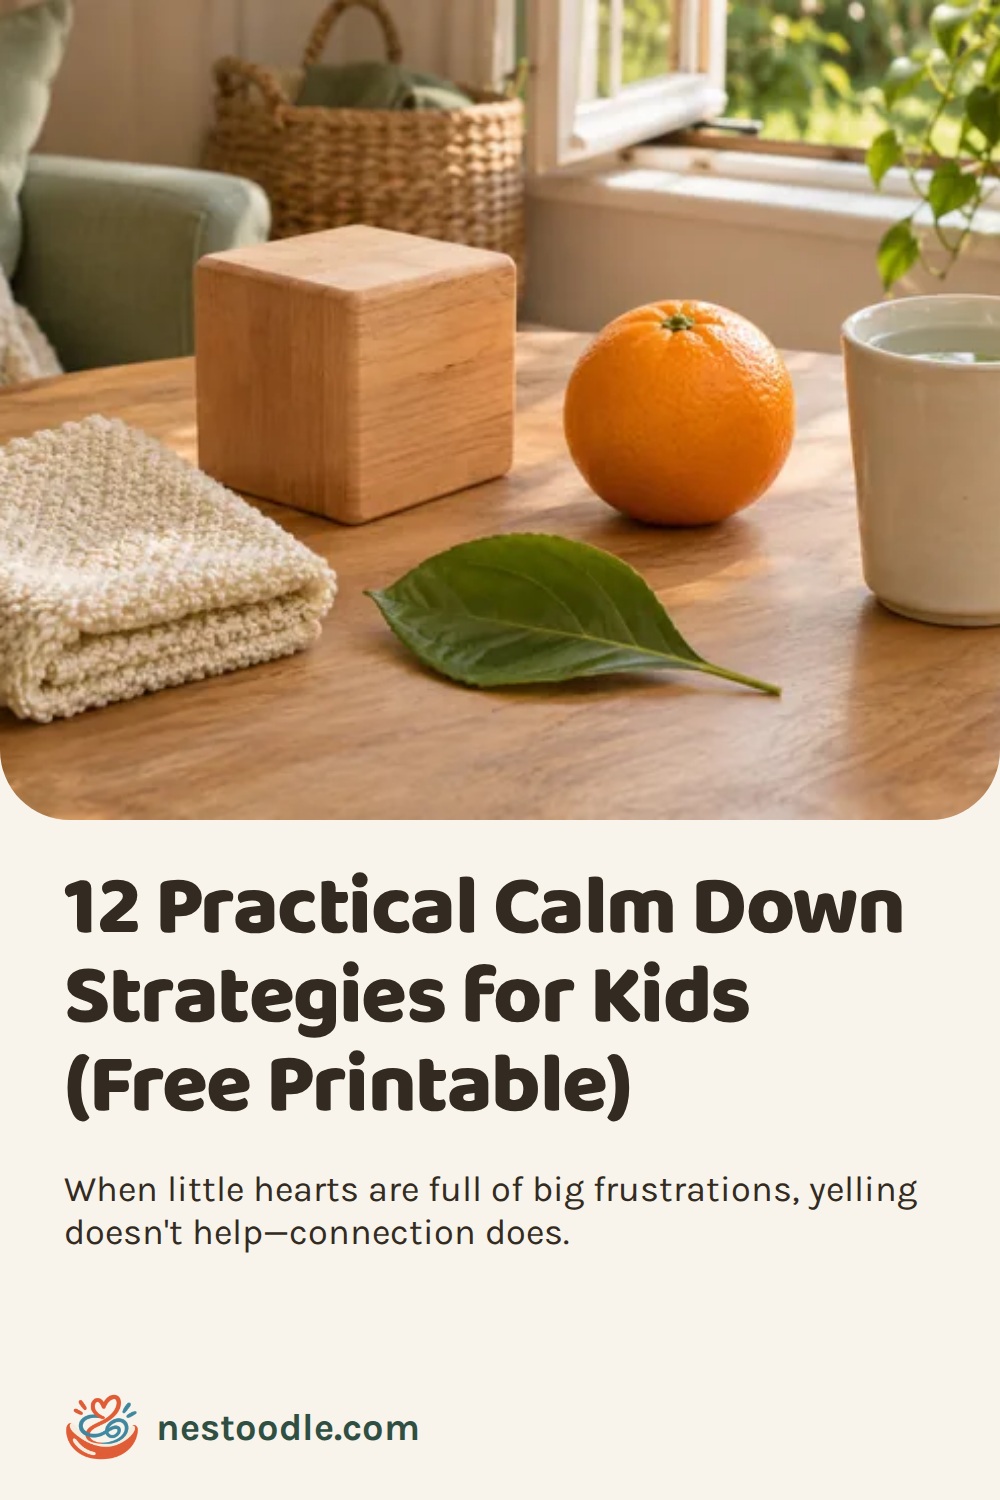 12 Practical Calm Down
Strategies for Kids
(Free Printable)
When little hearts are full of big frustrations, yelling
doesn't help—connection does.
nestoodle.com